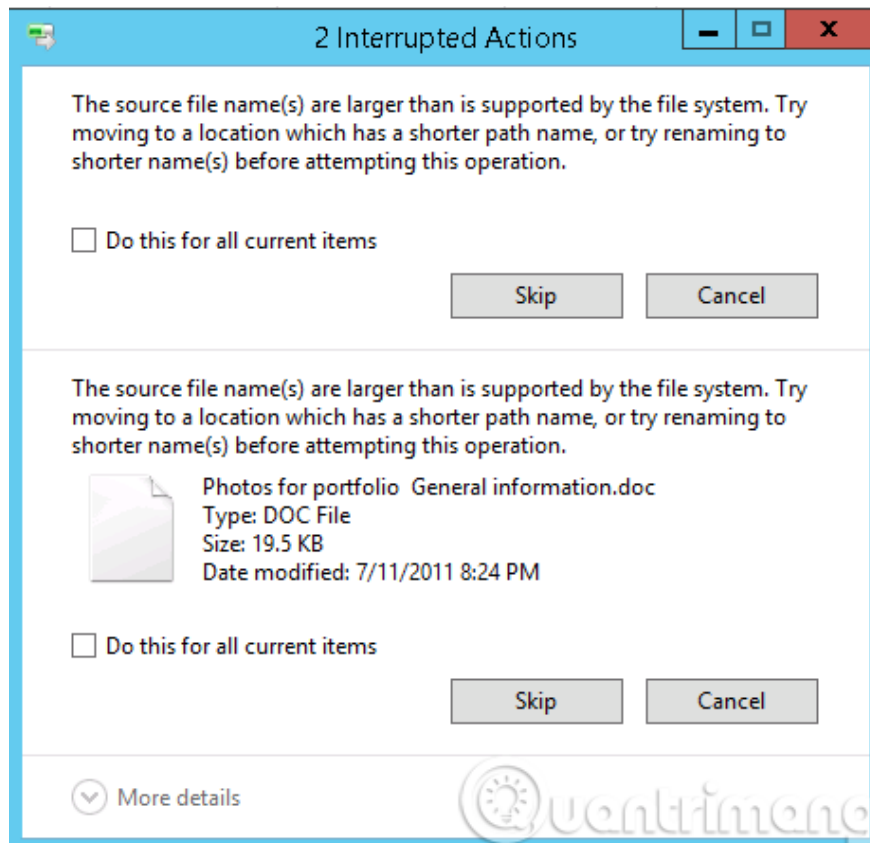 2 Interrupted Actions
The source file name(s) are larger than is supported by the file system. Try
moving to a location which has a shorter path name, or try renaming to
shorter name(s) before attempting this operation.
Do this for all current items
Skip Cancel
The source file name(s) are larger than is supported by the file system. Try
moving to a location which has a shorter path name, or try renaming to
shorter name(s) before attempting this operation.
Photos for portfolio  General information.doc
Type: DOC File
Size: 19.5 KB
Date modified: 7/11/2011 8:24 PM
Do this for all current items
Skip Cancel
More details
Quantrimang